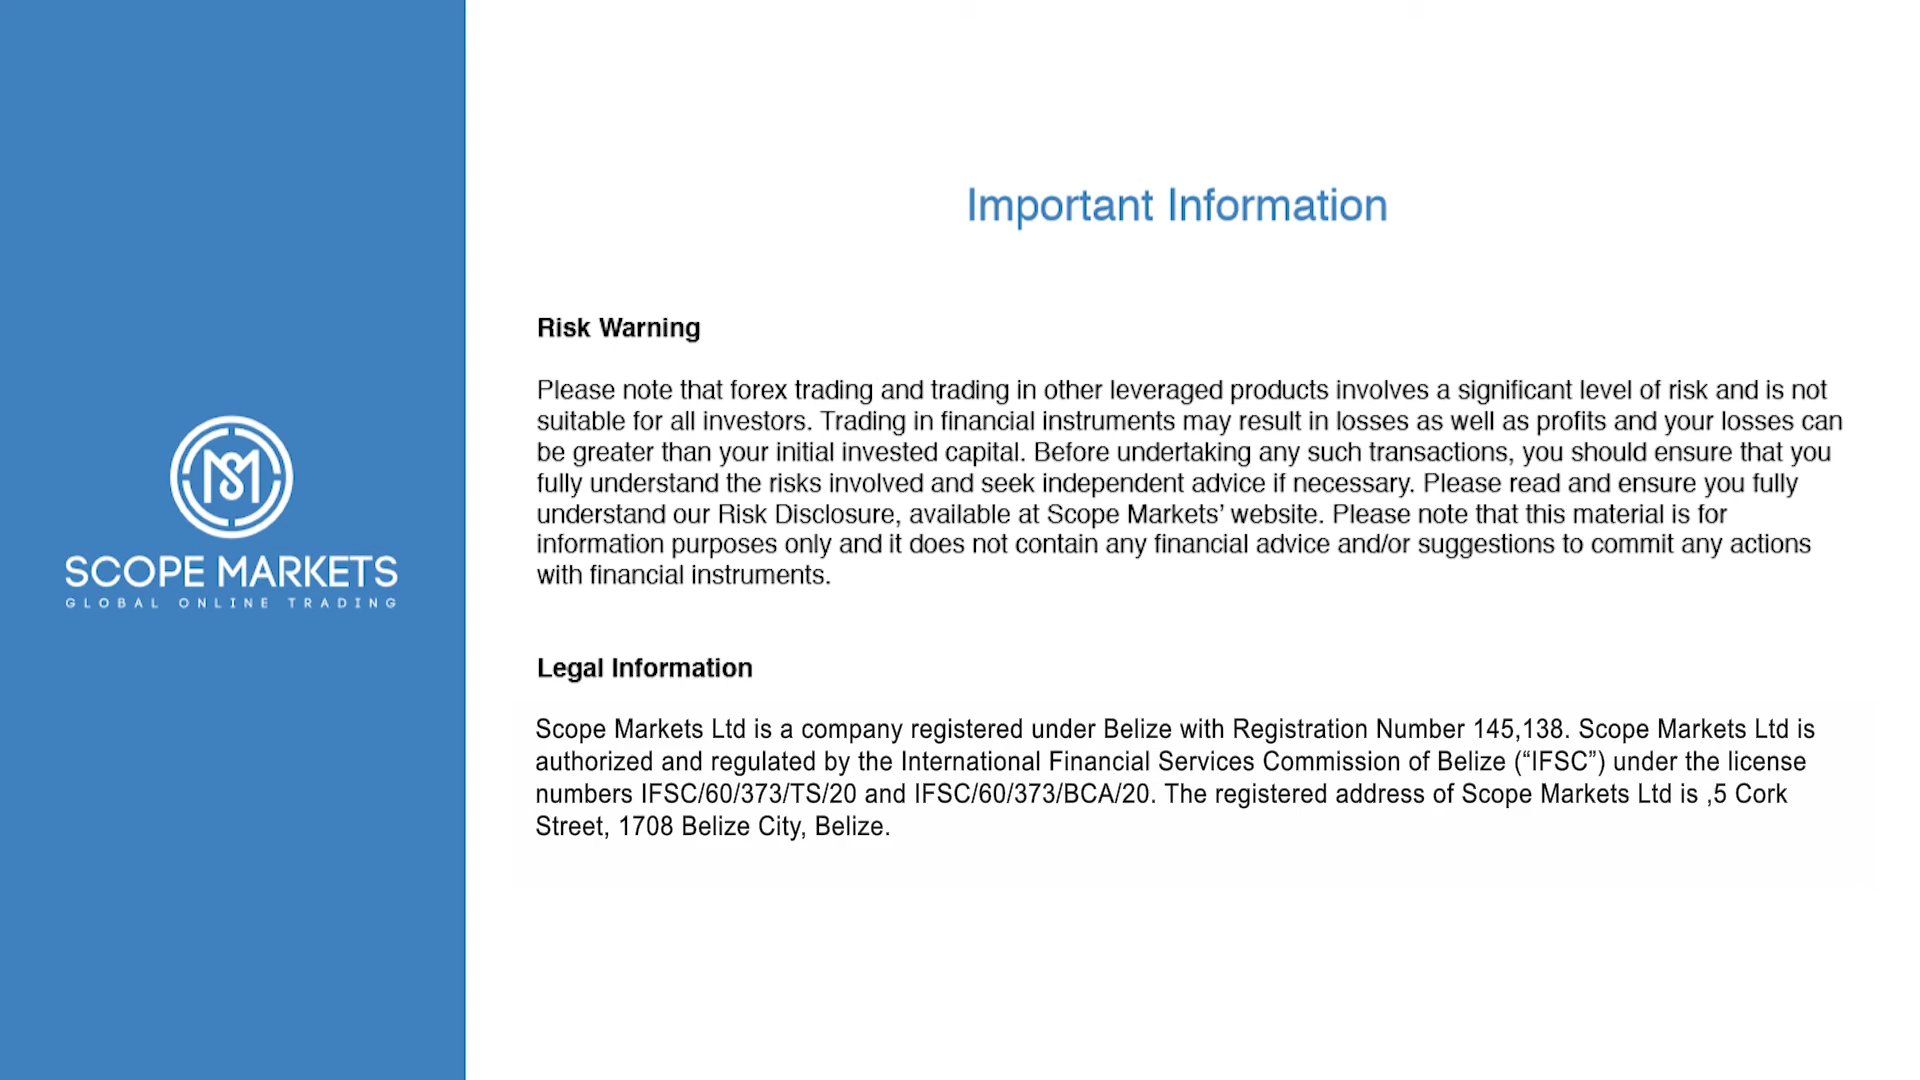 Important Information
Risk Warning
Please note that forex trading and trading in other leveraged products involves a significant level of risk and is not
suitable for all investors. Trading in financial instruments may result in losses as well as profits and your losses can
be greater than your initial invested capital. Before undertaking any such transactions, you should ensure that you
fully understand the risks involved and seek independent advice if necessary. Please read and ensure you fully
understand our Risk Disclosure, available at Scope Markets’ website. Please note that this material is for
information purposes only and it does not contain any financial advice and/or suggestions to commit any actions
with financial instruments.
SCOPE MARKETS
GLOBAL ONLINE TRADING
Legal Information
Scope Markets Ltd is a company registered under Belize with Registration Number 145,138. Scope Markets Ltd is
authorized and regulated by the International Financial Services Commission of Belize (“IFSC”) under the license
numbers IFSC/60/373/TS/20 and IFSC/60/373/BCA/20. The registered address of Scope Markets Ltd is ,5 Cork
Street, 1708 Belize City, Belize.